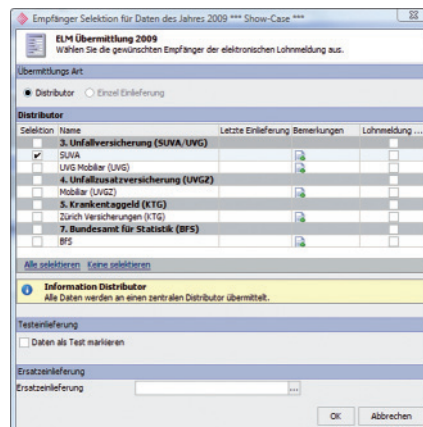 Empfänger Selektion für Daten des Jahres 2009 *** Show-Case ***
ELM Übermittlung 2009
Wählen Sie die gewünschten Empfänger der elektronischen Lohnmeldung aus.
Übermittlungs Art
Distributor Einzel Einlieferung
Distributor
Selektion Name Letzte Einlieferung Bemerkungen Lohnmeldung ...
3. Unfallversicherung (SUVA/UVG)
SUVA
UVG Mobiliar (UVG)
4. Unfallzusatzversicherung (UVGZ)
Mobiliar (UVGZ)
5. Krankentaggeld (KTG)
Zürich Versicherungen (KTG)
7. Bundesamt für Statistik (BFS)
BFS
Alle selektieren Keine selektieren
Information Distributor
Alle Daten werden an einen zentralen Distributor übermittelt.
Testeinlieferung
Daten als Test markieren
Ersatzeinlieferung
Ersatzeinlieferung ...
OK Abbrechen